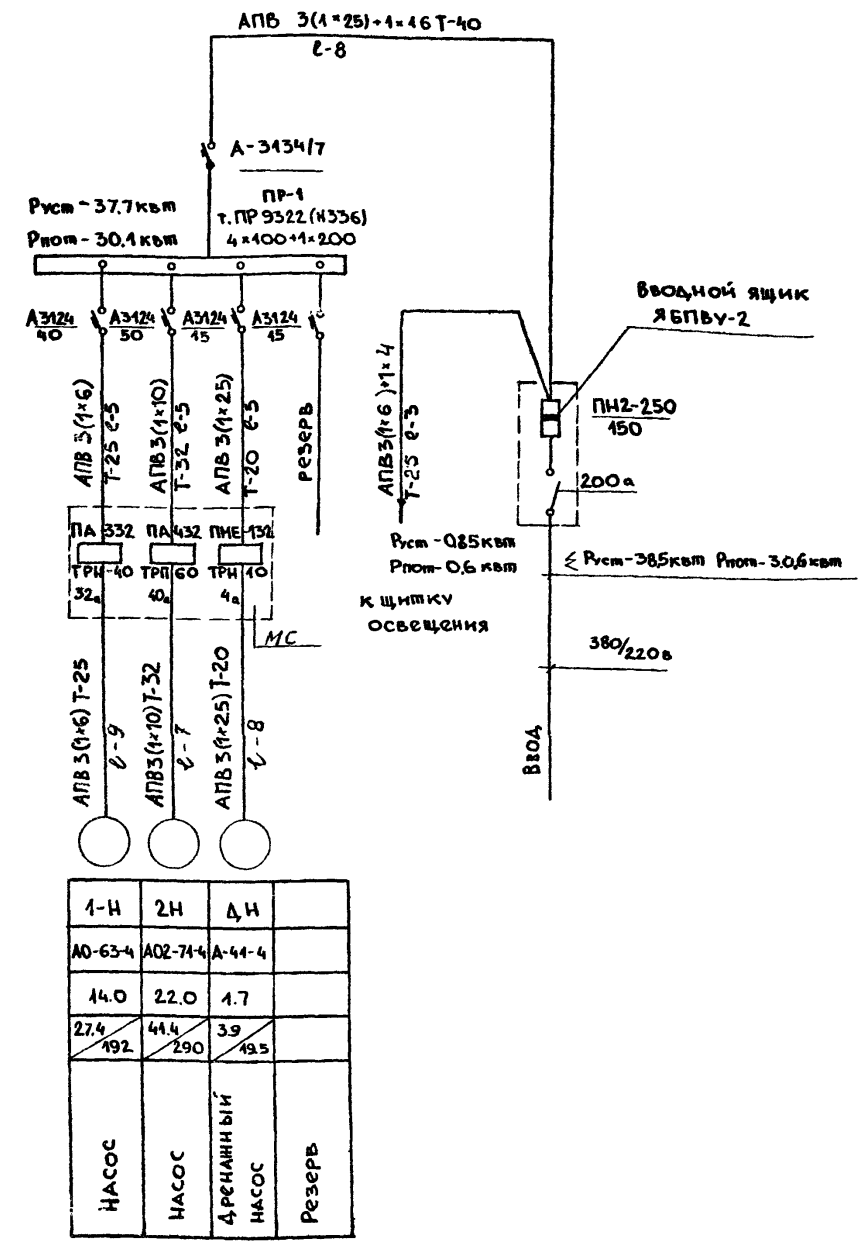 АПВ 3(1×25)+1×16 Т-40
ℓ-8
А-3134/7
ПР-1
т. ПР 9322 (Н336)
4×100+1×200
Руст-37.7 квт
Рпот-30.1 квт
А3124
40
А3124
50
А3124
15
А3124
15
АПВ 3(1×6)
Т-25 ℓ-5
АПВ 3(1×10)
Т-32 ℓ-5
АПВ 3(1×25)
Т-20 ℓ-5
РЕЗЕРВ
АПВ 3(1×6)+1×4
Т-25 ℓ-3
Вводной ящик
ЯБПВУ-2
ПН2-250
150
200а
Руст-0.85 квт
Рпот-0,6 квт
к щитку
освещения
Руст-38,5 квт Рпот-3.0,6 квт
380/220в
Ввод
ПА-332
ПА-432
ПМЕ-132
ТРН-40
ТРП 60
ТРН 10
32а
40а
4а
МС
АПВ 3(1×6) Т-25
ℓ-9
АПВ 3(1×10) Т-32
ℓ-7
АПВ 3(1×25) Т-20
ℓ-8
1-Н 2Н ДН
АО-63-4 АО2-71-4 А-41-4
14.0 22.0 1.7
27.4/192 41.4/290 3.9/19.5
НАСОС
НАСОС
Дренажный
насос
Резерв